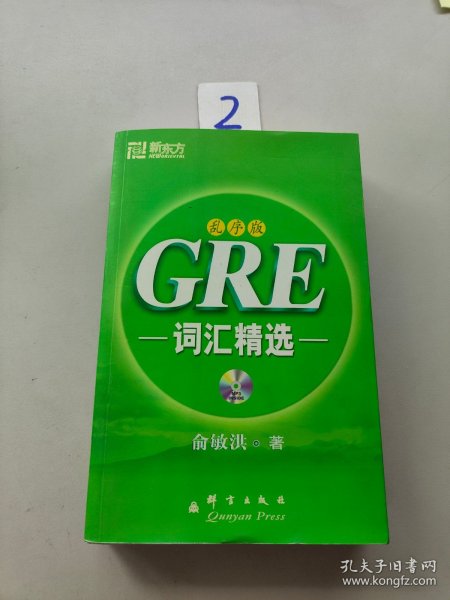 2
新东方
NEW ORIENTAL
乱序版
GRE
词汇精选
俞敏洪 著
群言出版社
Qunyan Press
孔夫子旧书网
www.kongfz.com